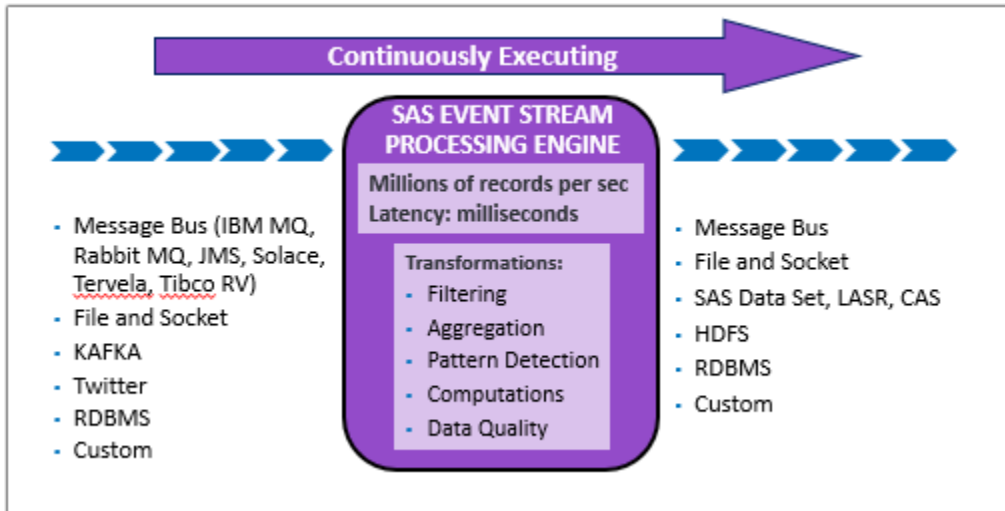 Continuously Executing
SAS EVENT STREAM
PROCESSING ENGINE
Millions of records per sec
Latency: milliseconds
Transformations:
Filtering
Aggregation
Pattern Detection
Computations
Data Quality
Message Bus (IBM MQ,
Rabbit MQ, JMS, Solace,
Tervela, Tibco RV)
File and Socket
KAFKA
Twitter
RDBMS
Custom
Message Bus
File and Socket
SAS Data Set, LASR, CAS
HDFS
RDBMS
Custom